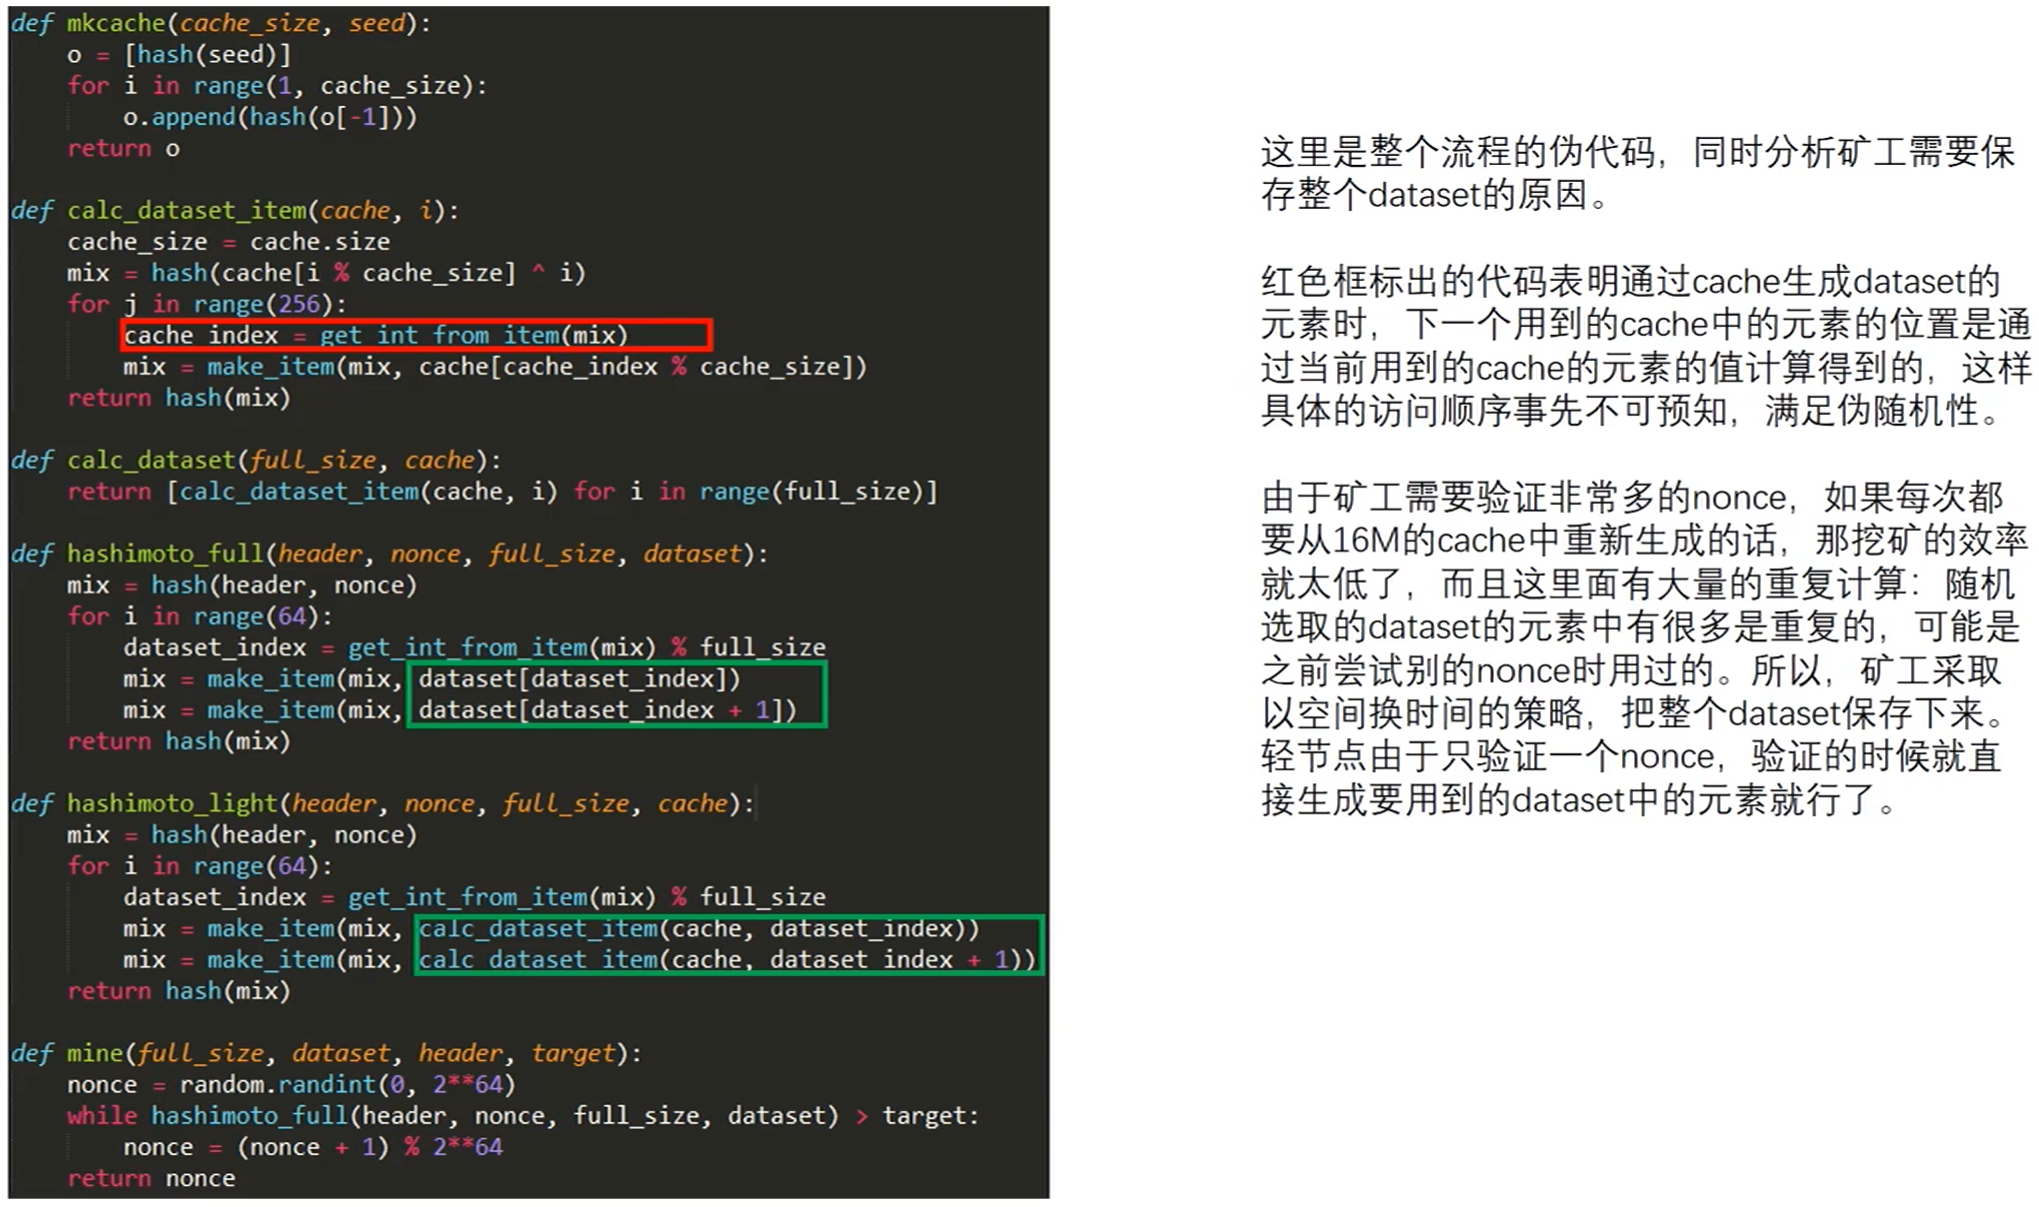 def mkcache(cache_size, seed):
    o = [hash(seed)]
    for i in range(1, cache_size):
        o.append(hash(o[-1]))
    return o

def calc_dataset_item(cache, i):
    cache_size = cache.size
    mix = hash(cache[i % cache_size] ^ i)
    for j in range(256):
        cache_index = get_int_from_item(mix)
        mix = make_item(mix, cache[cache_index % cache_size])
    return hash(mix)

def calc_dataset(full_size, cache):
    return [calc_dataset_item(cache, i) for i in range(full_size)]

def hashimoto_full(header, nonce, full_size, dataset):
    mix = hash(header, nonce)
    for i in range(64):
        dataset_index = get_int_from_item(mix) % full_size
        mix = make_item(mix, dataset[dataset_index])
        mix = make_item(mix, dataset[dataset_index + 1])
    return hash(mix)

def hashimoto_light(header, nonce, full_size, cache):
    mix = hash(header, nonce)
    for i in range(64):
        dataset_index = get_int_from_item(mix) % full_size
        mix = make_item(mix, calc_dataset_item(cache, dataset_index))
        mix = make_item(mix, calc_dataset_item(cache, dataset_index + 1))
    return hash(mix)

def mine(full_size, dataset, header, target):
    nonce = random.randint(0, 2**64)
    while hashimoto_full(header, nonce, full_size, dataset) > target:
        nonce = (nonce + 1) % 2**64
    return nonce

这里是整个流程的伪代码，同时分析矿工需要保
存整个dataset的原因。

红色框标出的代码表明通过cache生成dataset的
元素时，下一个用到的cache中的元素的位置是通
过当前用到的cache的元素的值计算得到的，这样
具体的访问顺序事先不可预知，满足伪随机性。

由于矿工需要验证非常多的nonce，如果每次都
要从16M的cache中重新生成的话，那挖矿的效率
就太低了，而且这里面有大量的重复计算：随机
选取的dataset的元素中有很多是重复的，可能是
之前尝试别的nonce时用过的。所以，矿工采取
以空间换时间的策略，把整个dataset保存下来。
轻节点由于只验证一个nonce，验证的时候就直
接生成要用到的dataset中的元素就行了。